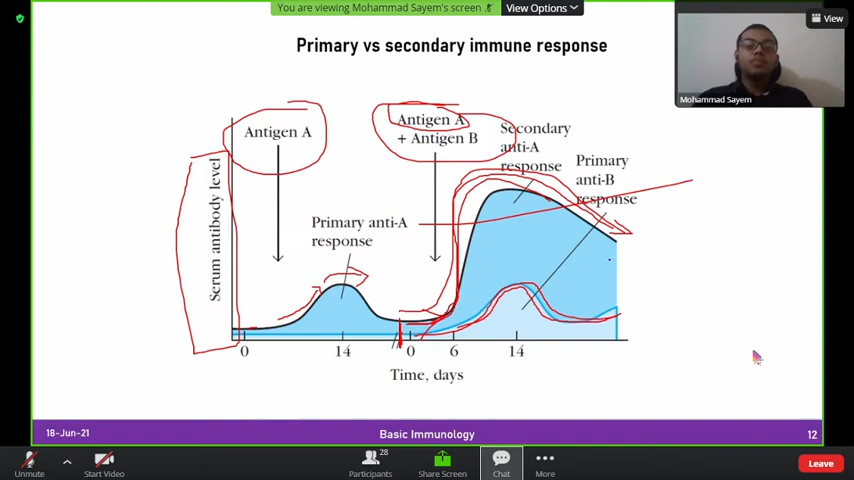 You are viewing Mohammad Sayem's screen
View Options
View
Primary vs secondary immune response
Mohammad Sayem
Antigen A
Antigen A
+ Antigen B
Secondary
anti-A
response
Primary
anti-B
response
Primary anti-A
response
Serum antibody level
0
14
0
6
14
Time, days
18-Jun-21
Basic Immunology
12
Unmute
Start Video
Participants
28
Share Screen
Chat
More
Leave